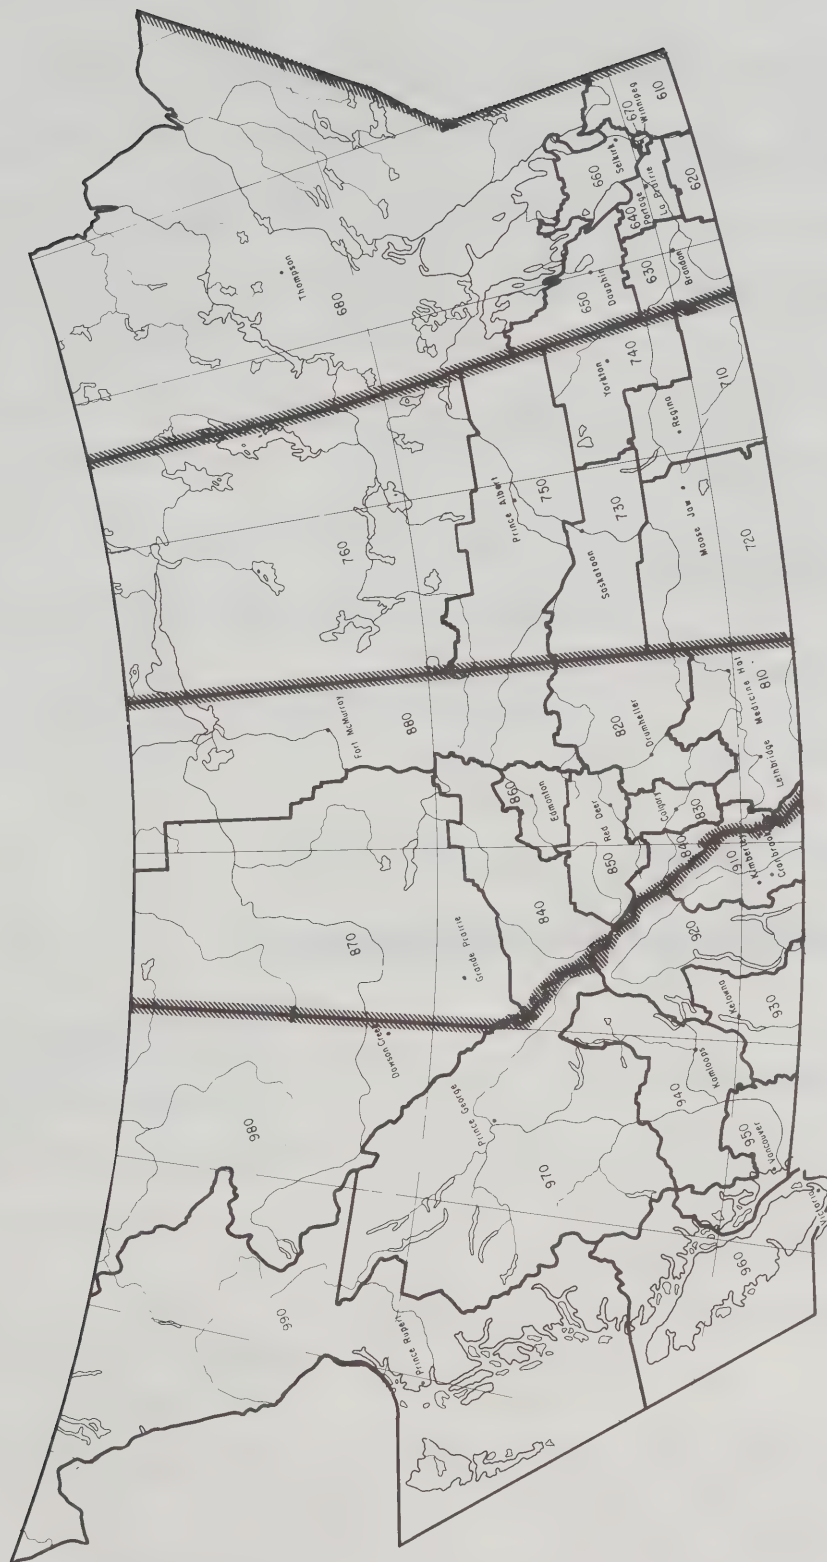 990
Prince Rupert
980
Dawson Creek
Prince George
970
960
Victoria
950
Vancouver
940
Kamloops
Kelowna
930
920
910
Kimberley
Cranbrook
870
Grande Prairie
840
850
Red Deer
860
Edmonton
840
Calgary
830
880
Fort McMurray
820
Drumheller
Lethbridge
Medicine Hat
810
760
Prince Albert
750
Saskatoon
730
Moose Jaw
720
Yorkton
740
Regina
710
Thompson
680
650
Dauphin
630
Brandon
640
Portage
La Prairie
620
660
Selkirk
670
Winnipeg
610